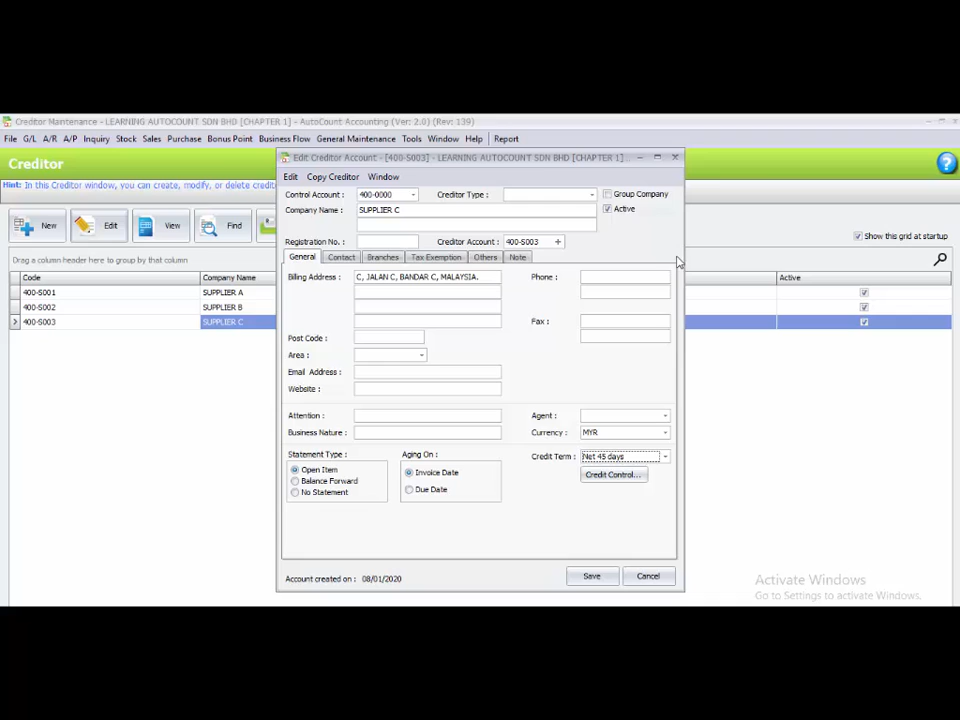 Creditor Maintenance - LEARNING AUTOCOUNT SDN BHD [CHAPTER 1] - AutoCount Accounting (Ver: 2.0) (Rev: 139)
File G/L A/R A/P Inquiry Stock Sales Purchase Bonus Point Business Flow General Maintenance Tools Window Help Report
Creditor
Hint: In this Creditor window, you can create, modify, or delete credit
New Edit View Find
Show this grid at startup
Drag a column header here to group by that column
Code Company Name Active
400-S001 SUPPLIER A
400-S002 SUPPLIER B
400-S003 SUPPLIER C
Edit Creditor Account - [400-S003] - LEARNING AUTOCOUNT SDN BHD [CHAPTER 1]...
Edit Copy Creditor Window
Control Account : 400-0000 Creditor Type : Group Company
Company Name : SUPPLIER C Active
Registration No. : Creditor Account : 400-S003 +
General Contact Branches Tax Exemption Others Note
Billing Address : C, JALAN C, BANDAR C, MALAYSIA. Phone :
Fax :
Post Code :
Area :
Email Address :
Website :
Attention : Agent :
Business Nature : Currency : MYR
Statement Type : Aging On : Credit Term : Net 45 days
Open Item Invoice Date Credit Control...
Balance Forward
Due Date
No Statement
Account created on : 08/01/2020 Save Cancel
Activate Windows
Go to Settings to activate Windows.